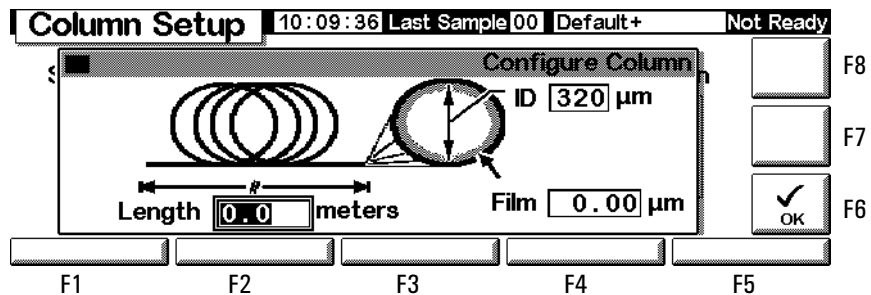 Column Setup 10:09:36 Last Sample 00 Default+ Not Ready
Configure Column
ID 320 µm
Length 0.0 meters
Film 0.00 µm
OK
F8
F7
F6
F1 F2 F3 F4 F5